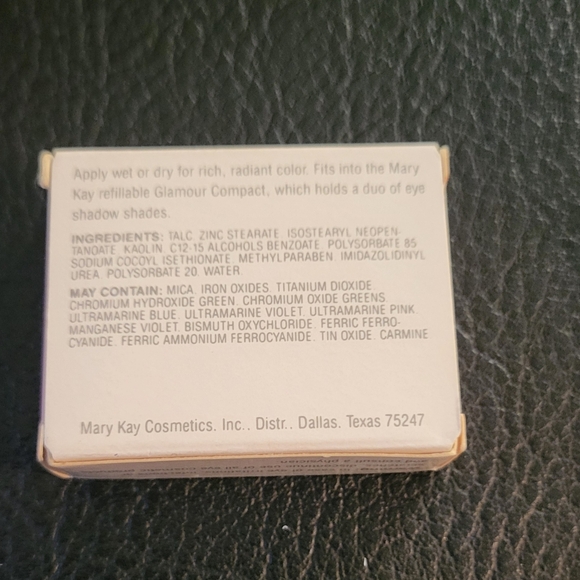 Apply wet or dry for rich, radiant color. Fits into the Mary
Kay refillable Glamour Compact, which holds a duo of eye
shadow shades.
INGREDIENTS: TALC. ZINC STEARATE. ISOSTEARYL NEOPEN-
TANOATE. KAOLIN. C12-15 ALCOHOLS BENZOATE. POLYSORBATE 85
SODIUM COCOYL ISETHIONATE. METHYLPARABEN. IMIDAZOLIDINYL
UREA. POLYSORBATE 20. WATER.
MAY CONTAIN: MICA. IRON OXIDES. TITANIUM DIOXIDE.
CHROMIUM HYDROXIDE GREEN. CHROMIUM OXIDE GREENS.
ULTRAMARINE BLUE. ULTRAMARINE VIOLET. ULTRAMARINE PINK.
MANGANESE VIOLET. BISMUTH OXYCHLORIDE. FERRIC FERRO-
CYANIDE. FERRIC AMMONIUM FERROCYANIDE. TIN OXIDE. CARMINE
Mary Kay Cosmetics. Inc.. Distr.. Dallas. Texas 75247